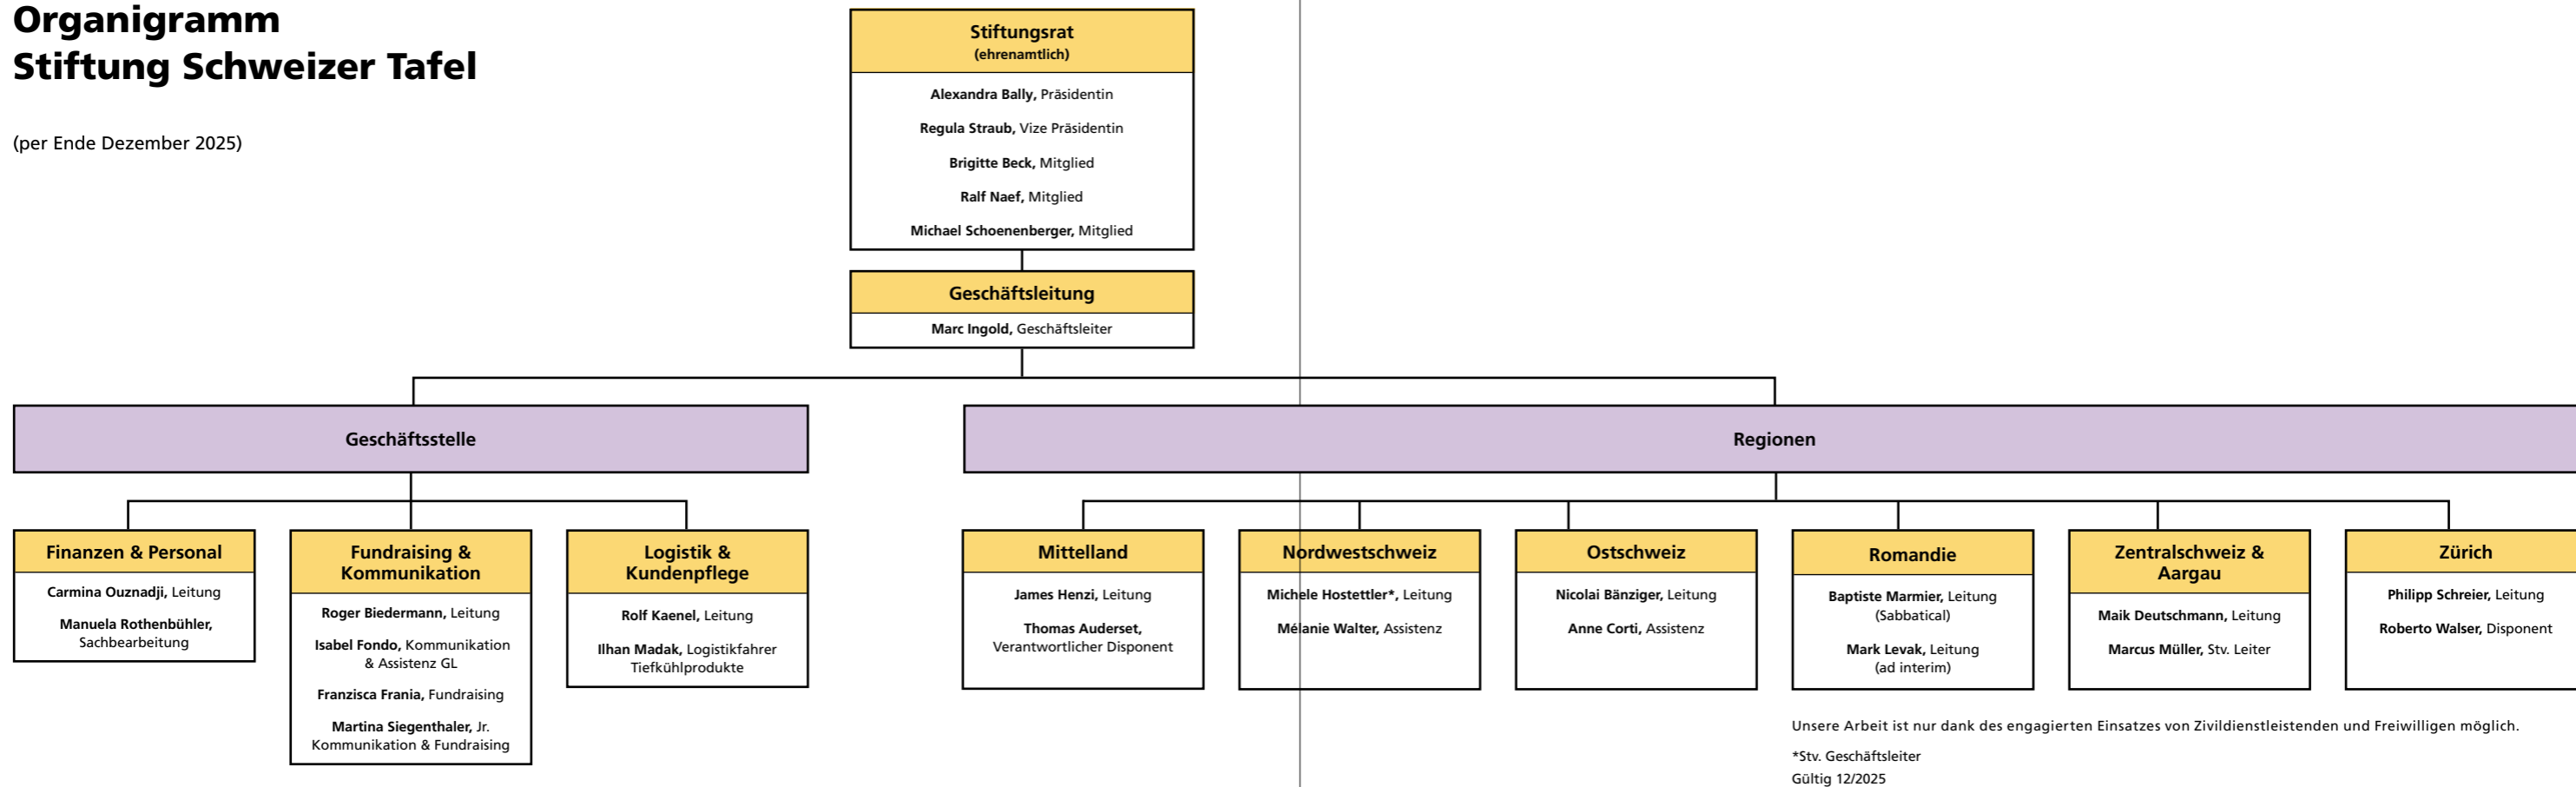 Organigramm
Stiftung Schweizer Tafel
(per Ende Dezember 2025)
Stiftungsrat
(ehrenamtlich)
Alexandra Bally, Präsidentin
Regula Straub, Vize Präsidentin
Brigitte Beck, Mitglied
Ralf Naef, Mitglied
Michael Schoenenberger, Mitglied
Geschäftsleitung
Marc Ingold, Geschäftsleiter
Geschäftsstelle
Finanzen & Personal
Carmina Ouznadji, Leitung
Manuela Rothenbühler,
Sachbearbeitung
Fundraising &
Kommunikation
Roger Biedermann, Leitung
Isabel Fondo, Kommunikation
& Assistenz GL
Franzisca Frania, Fundraising
Martina Siegenthaler, Jr.
Kommunikation & Fundraising
Logistik &
Kundenpflege
Rolf Kaenel, Leitung
Ilhan Madak, Logistikfahrer
Tiefkühlprodukte
Regionen
Mittelland
James Henzi, Leitung
Thomas Auderset,
Verantwortlicher Disponent
Nordwestschweiz
Michele Hostettler*, Leitung
Mélanie Walter, Assistenz
Ostschweiz
Nicolai Bänziger, Leitung
Anne Corti, Assistenz
Romandie
Baptiste Marmier, Leitung
(Sabbatical)
Mark Levak, Leitung
(ad interim)
Zentralschweiz &
Aargau
Maik Deutschmann, Leitung
Marcus Müller, Stv. Leiter
Zürich
Philipp Schreier, Leitung
Roberto Walser, Disponent
Unsere Arbeit ist nur dank des engagierten Einsatzes von Zivildienstleistenden und Freiwilligen möglich.
*Stv. Geschäftsleiter
Gültig 12/2025